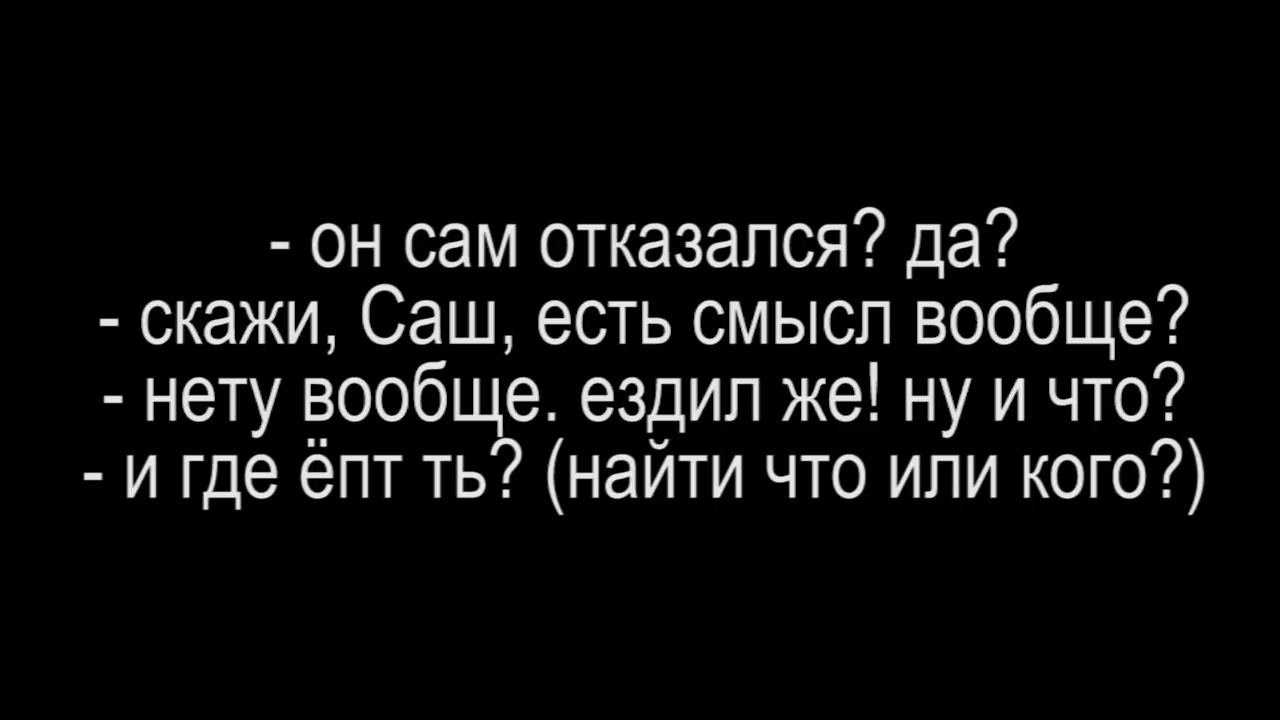 - он сам отказался? да?
- скажи, Саш, есть смысл вообще?
- нету вообще. ездил же! ну и что?
- и где ёпт ть? (найти что или кого?)